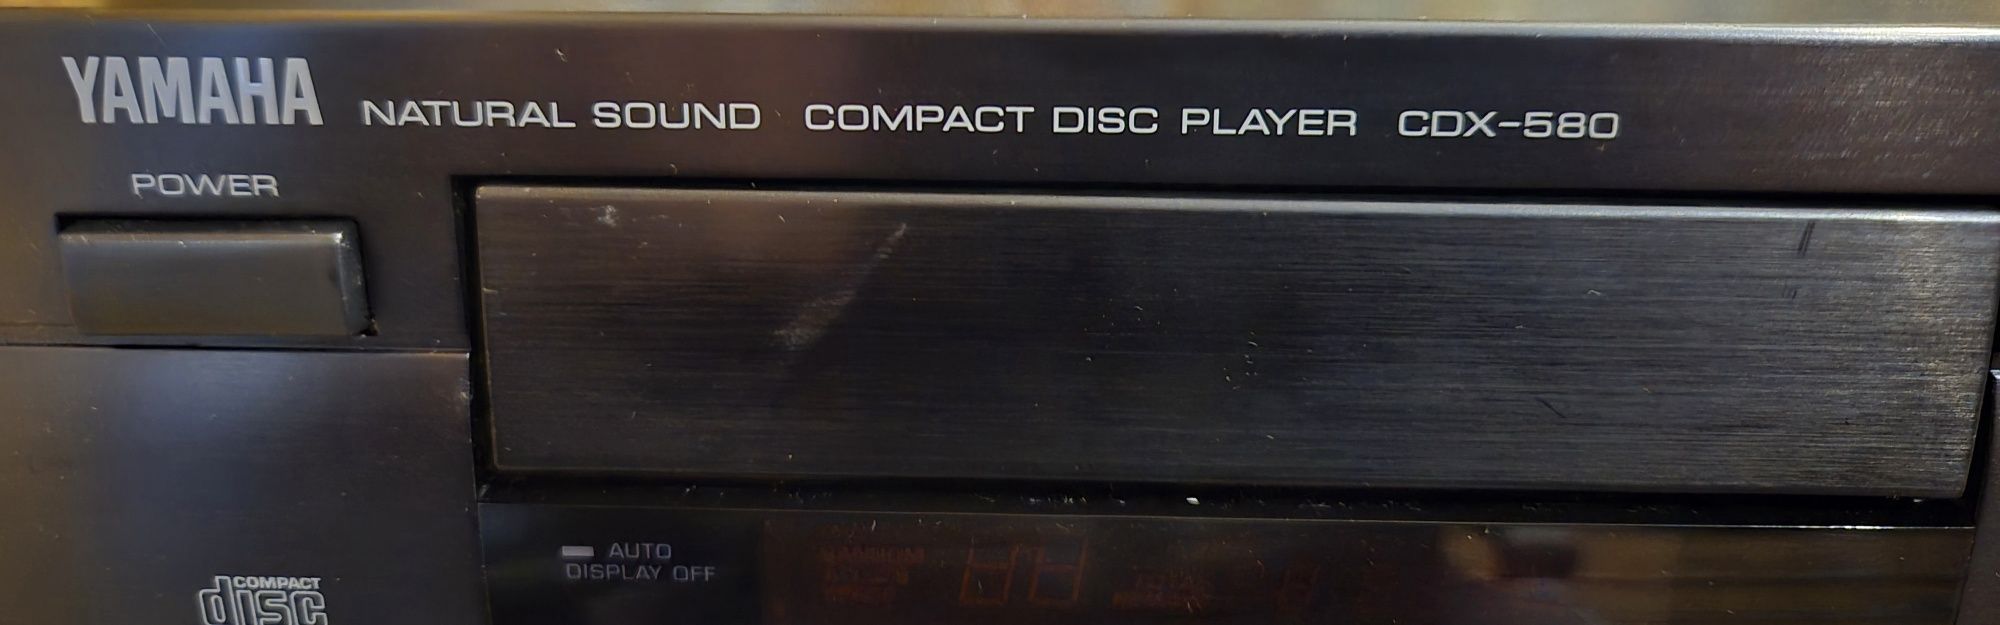 YAMAHA NATURAL SOUND COMPACT DISC PLAYER CDX-580
POWER
AUTO
DISPLAY OFF
COMPACT
disc